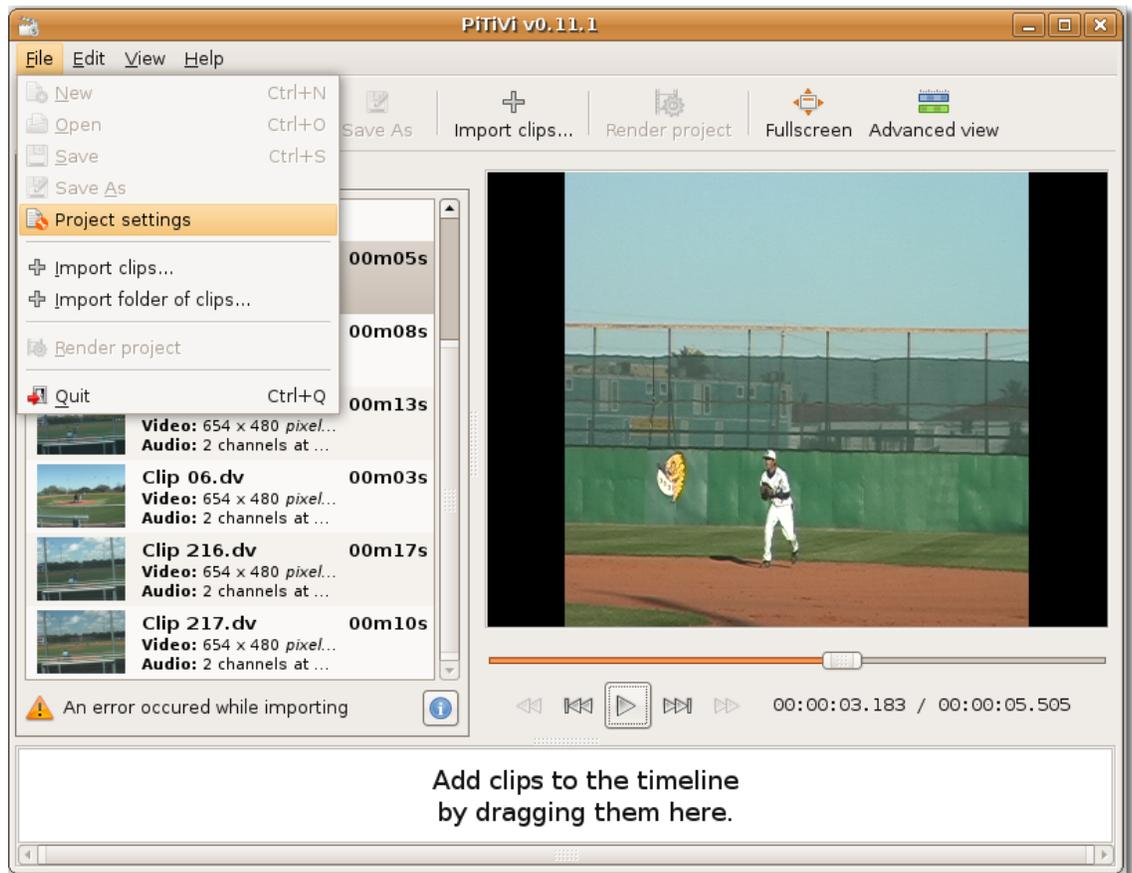 PiTiVi v0.11.1
File Edit View Help
New Ctrl+N
Open Ctrl+O
Save Ctrl+S
Save As
Project settings
Import clips...
Import folder of clips...
Render project
Quit Ctrl+Q
Save As
Import clips...
Render project
Fullscreen
Advanced view
00m05s
00m08s
00m13s
Video: 654 x 480 pixel...
Audio: 2 channels at ...
Clip 06.dv 00m03s
Video: 654 x 480 pixel...
Audio: 2 channels at ...
Clip 216.dv 00m17s
Video: 654 x 480 pixel...
Audio: 2 channels at ...
Clip 217.dv 00m10s
Video: 654 x 480 pixel...
Audio: 2 channels at ...
An error occured while importing
00:00:03.183 / 00:00:05.505
Add clips to the timeline
by dragging them here.